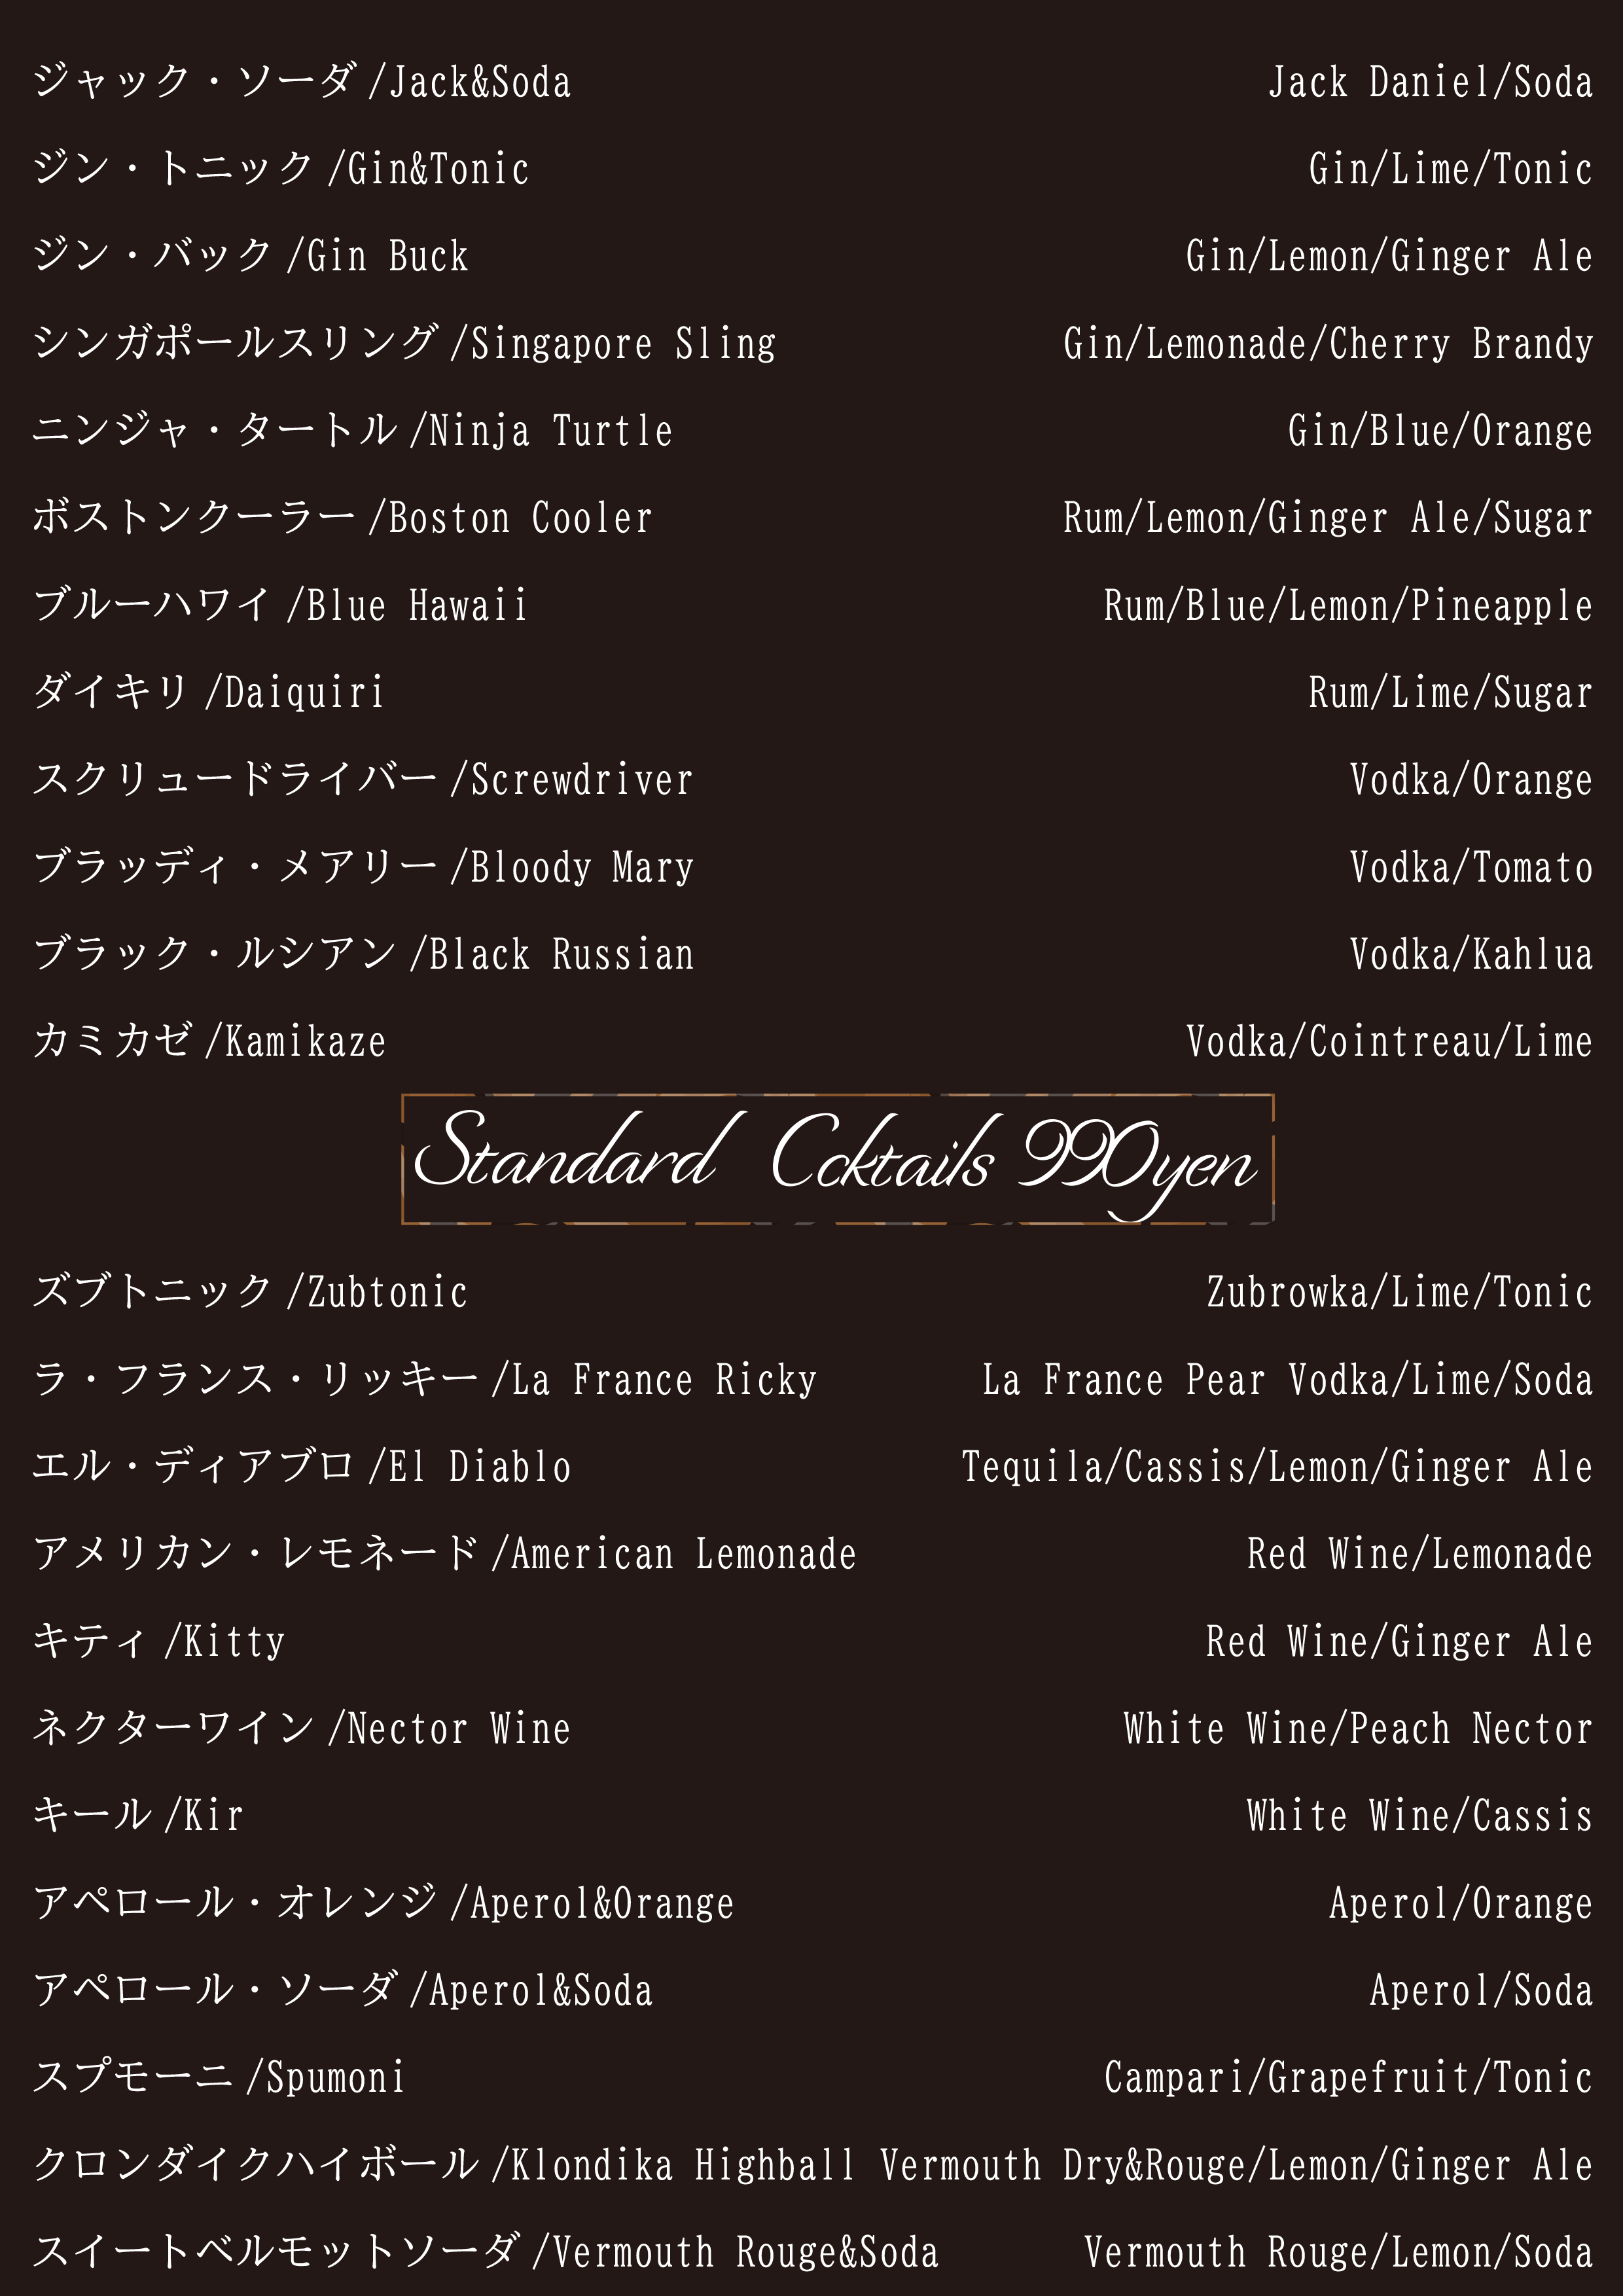 ジャック・ソーダ /Jack&Soda Jack Daniel/Soda
ジン・トニック /Gin&Tonic Gin/Lime/Tonic
ジン・バック /Gin Buck Gin/Lemon/Ginger Ale
シンガポールスリング /Singapore Sling Gin/Lemonade/Cherry Brandy
ニンジャ・タートル /Ninja Turtle Gin/Blue/Orange
ボストンクーラー /Boston Cooler Rum/Lemon/Ginger Ale/Sugar
ブルーハワイ /Blue Hawaii Rum/Blue/Lemon/Pineapple
ダイキリ /Daiquiri Rum/Lime/Sugar
スクリュードライバー /Screwdriver Vodka/Orange
ブラッディ・メアリー /Bloody Mary Vodka/Tomato
ブラック・ルシアン /Black Russian Vodka/Kahlua
カミカゼ /Kamikaze Vodka/Cointreau/Lime
Standard Ccktails 990yen
ズブトニック /Zubtonic Zubrowka/Lime/Tonic
ラ・フランス・リッキー /La France Ricky La France Pear Vodka/Lime/Soda
エル・ディアブロ /El Diablo Tequila/Cassis/Lemon/Ginger Ale
アメリカン・レモネード /American Lemonade Red Wine/Lemonade
キティ /Kitty Red Wine/Ginger Ale
ネクターワイン /Nector Wine White Wine/Peach Nector
キール /Kir White Wine/Cassis
アペロール・オレンジ /Aperol&Orange Aperol/Orange
アペロール・ソーダ /Aperol&Soda Aperol/Soda
スプモーニ /Spumoni Campari/Grapefruit/Tonic
クロンダイクハイボール /Klondika Highball Vermouth Dry&Rouge/Lemon/Ginger Ale
スイートベルモットソーダ /Vermouth Rouge&Soda Vermouth Rouge/Lemon/Soda